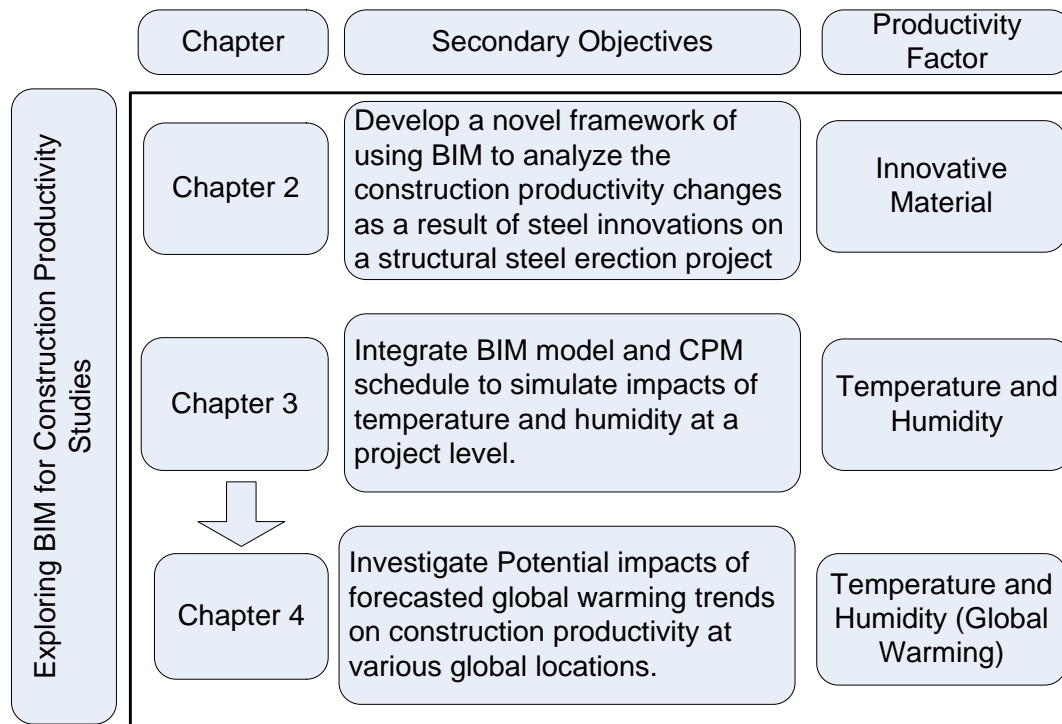 Chapter
Secondary Objectives
Productivity
Factor
Exploring BIM for Construction Productivity
Studies
Chapter 2
Develop a novel framework of
using BIM to analyze the
construction productivity changes
as a result of steel innovations on
a structural steel erection project
Innovative
Material
Chapter 3
Integrate BIM model and CPM
schedule to simulate impacts of
temperature and humidity at a
project level.
Temperature and
Humidity
Chapter 4
Investigate Potential impacts of
forecasted global warming trends
on construction productivity at
various global locations.
Temperature and
Humidity (Global
Warming)